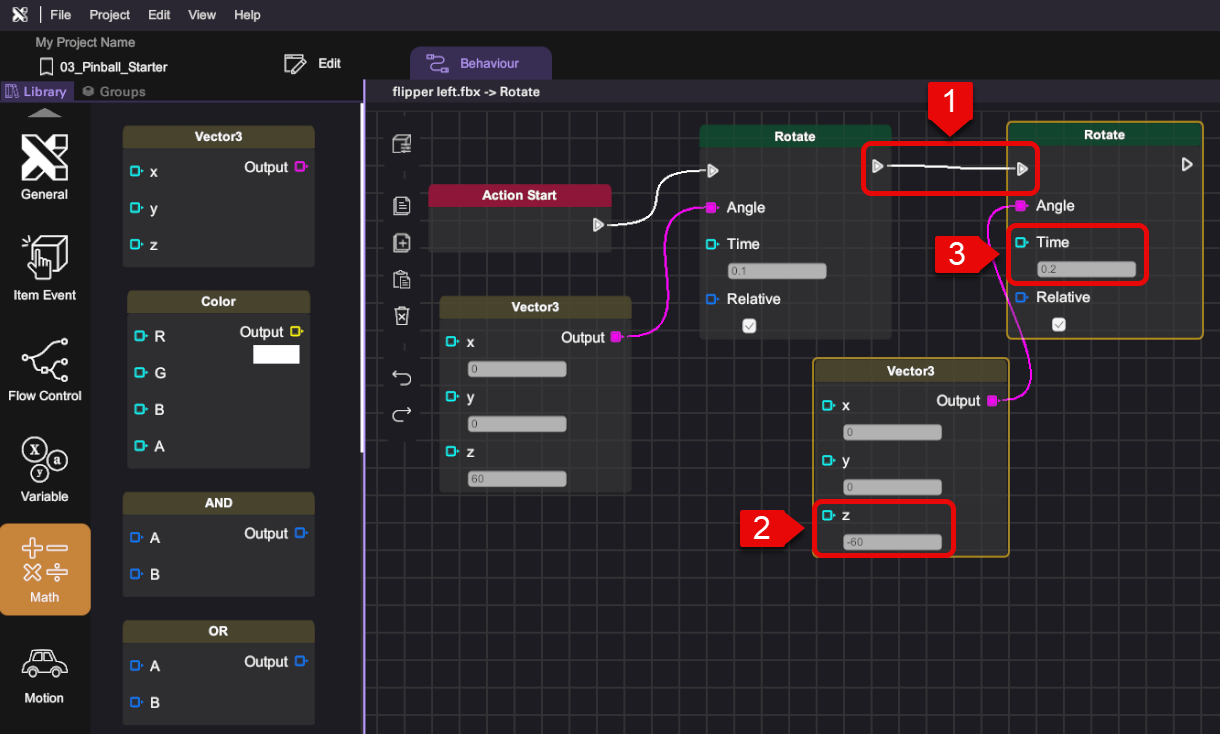 File Project Edit View Help
My Project Name
03_Pinball_Starter
Edit
Behaviour
Library
Groups
flipper left.fbx -> Rotate
General
Item Event
Flow Control
X
a
y
Variable
Math
Motion
Vector3
x
Output
y
z
Color
R
Output
G
B
A
AND
A
Output
B
OR
A
Output
B
Action Start
Vector3
Output
x
0
y
0
z
60
Rotate
Angle
Time
0.1
Relative
1
Rotate
Angle
3
Time
0.2
Relative
Vector3
x
Output
0
y
0
2
z
-60